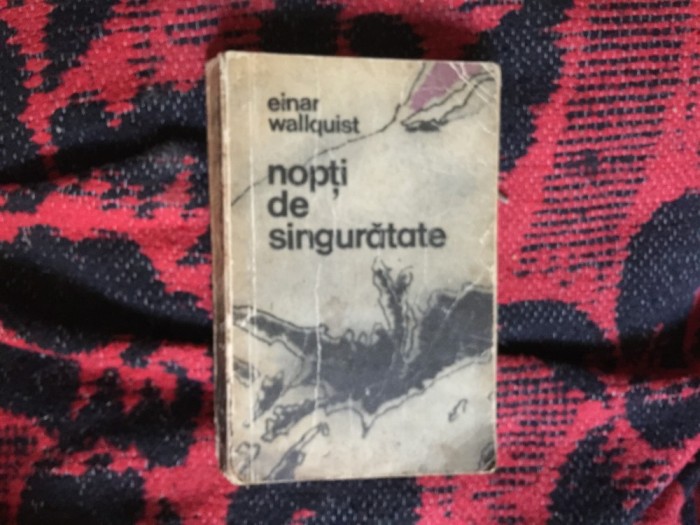 einar
wallquist
nopți
de
singurătate